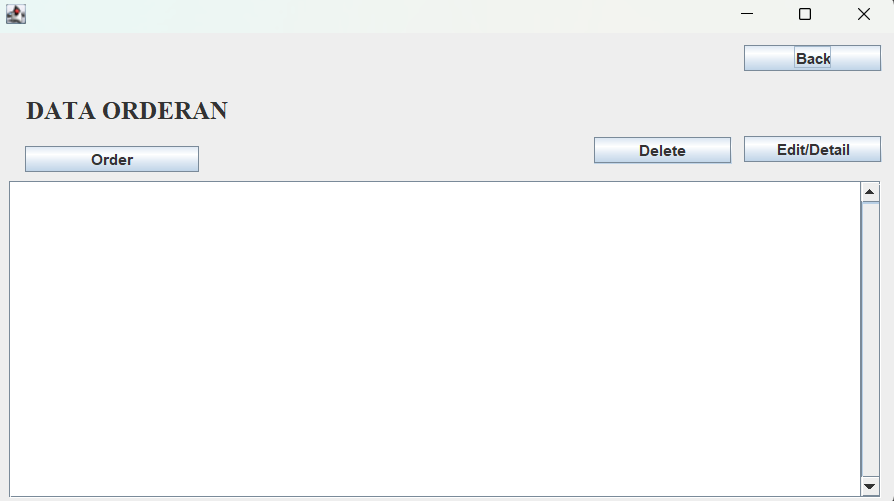 Back
DATA ORDERAN
Order
Delete
Edit/Detail